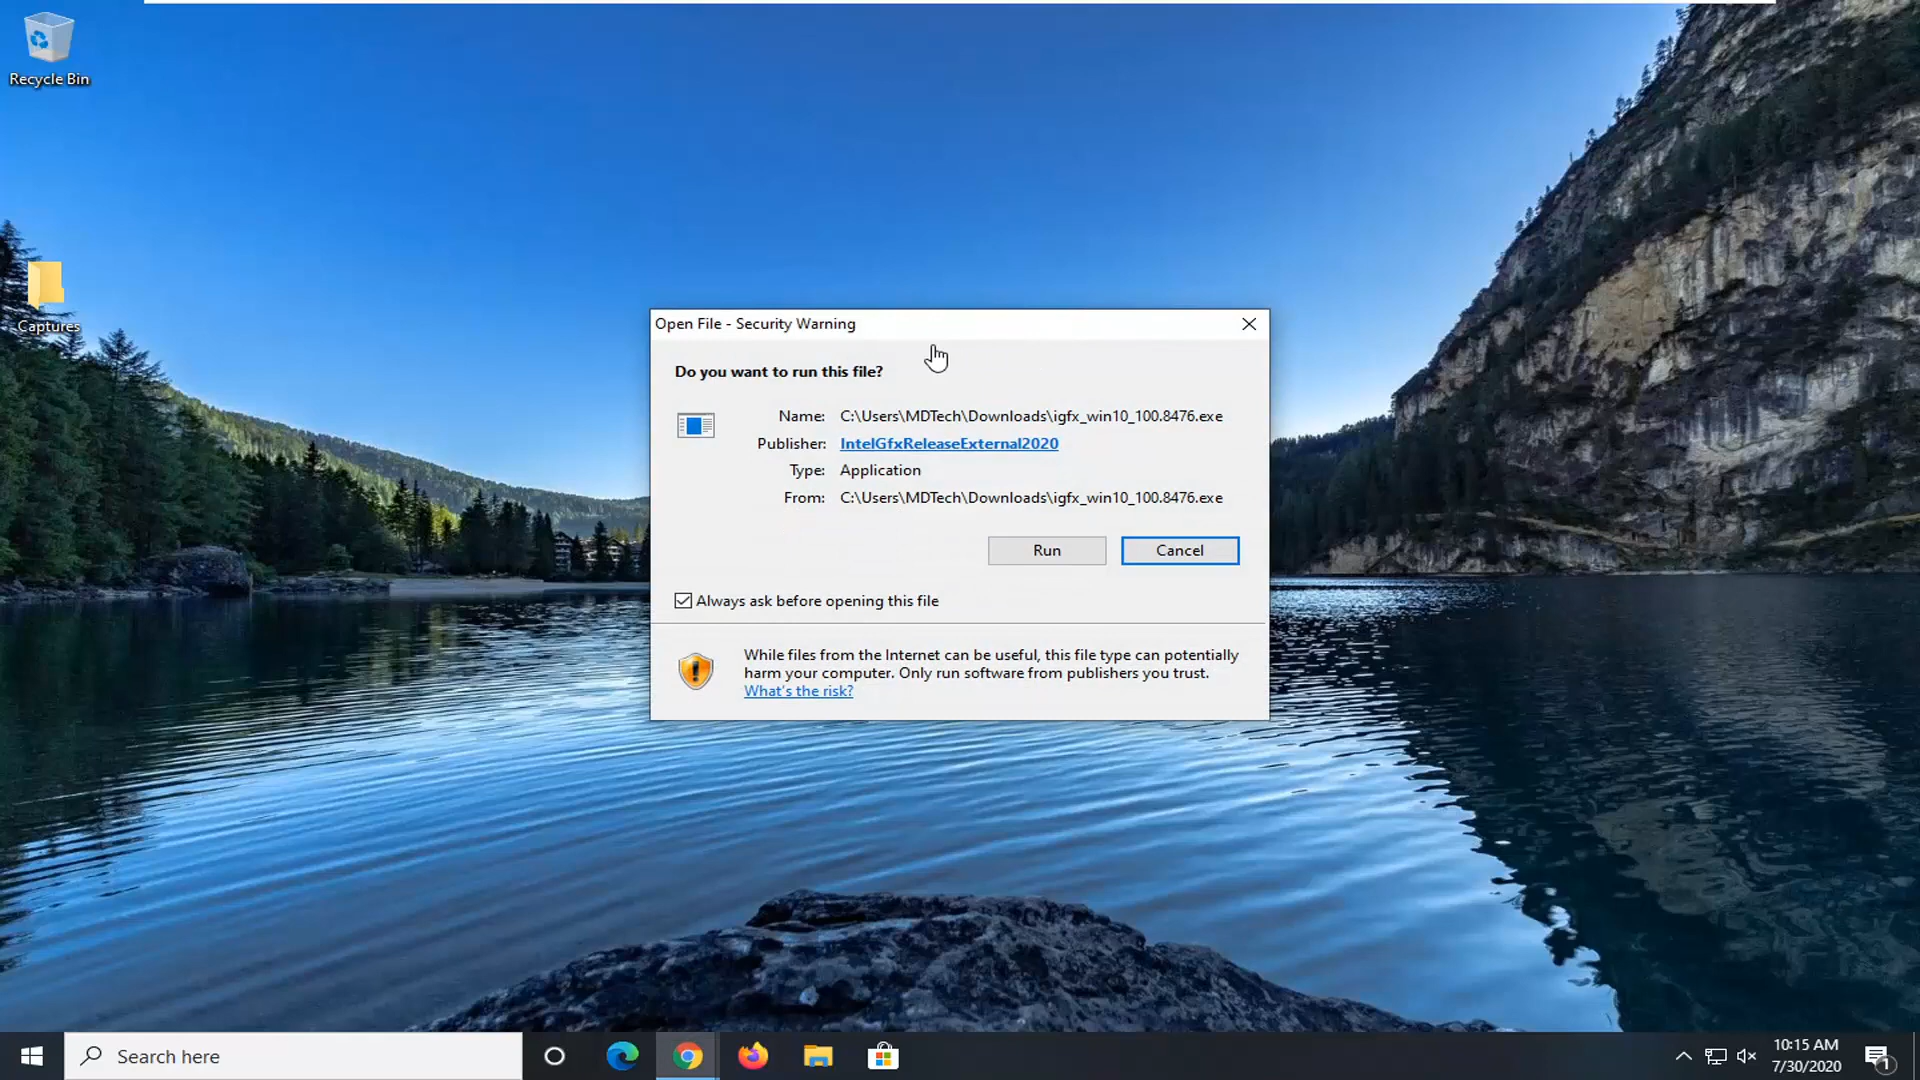 Recycle Bin
Captures
Open File - Security Warning
Do you want to run this file?
Name: C:\Users\MDTech\Downloads\igfx_win10_100.8476.exe
Publisher: IntelGfxReleaseExternal2020
Type: Application
From: C:\Users\MDTech\Downloads\igfx_win10_100.8476.exe
Run Cancel
Always ask before opening this file
While files from the Internet can be useful, this file type can potentially
harm your computer. Only run software from publishers you trust.
What's the risk?
Search here
10:15 AM
7/30/2020
1